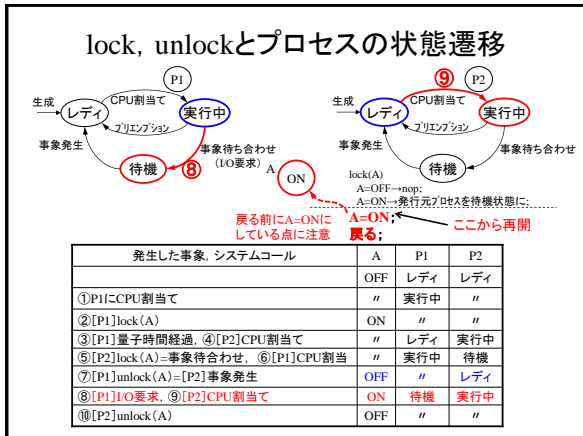 lock, unlockとプロセスの状態遷移
P1
生成
レディ
CPU割当て
実行中
プリエンプション
事象発生
事象待ち合わせ
(I/O要求)
待機
⑧
A
ON
⑨
P2
生成
レディ
CPU割当て
実行中
プリエンプション
事象発生
事象待ち合わせ
待機
lock(A)
A=OFF→nop;
A=ON→発行元プロセスを待機状態に;
A=ON;
戻る;
戻る前にA=ONに
している点に注意
ここから再開
発生した事象, システムコール A P1 P2
OFF レディ レディ
①P1にCPU割当て 〃 実行中 〃
②[P1]lock(A) ON 〃 〃
③[P1]量子時間経過, ④[P2]CPU割当て 〃 レディ 実行中
⑤[P2]lock(A)=事象待合わせ, ⑥[P1]CPU割当 〃 実行中 待機
⑦[P1]unlock(A)=[P2]事象発生 OFF 〃 レディ
⑧[P1]I/O要求, ⑨[P2]CPU割当て ON 待機 実行中
⑩[P2]unlock(A) OFF 〃 〃